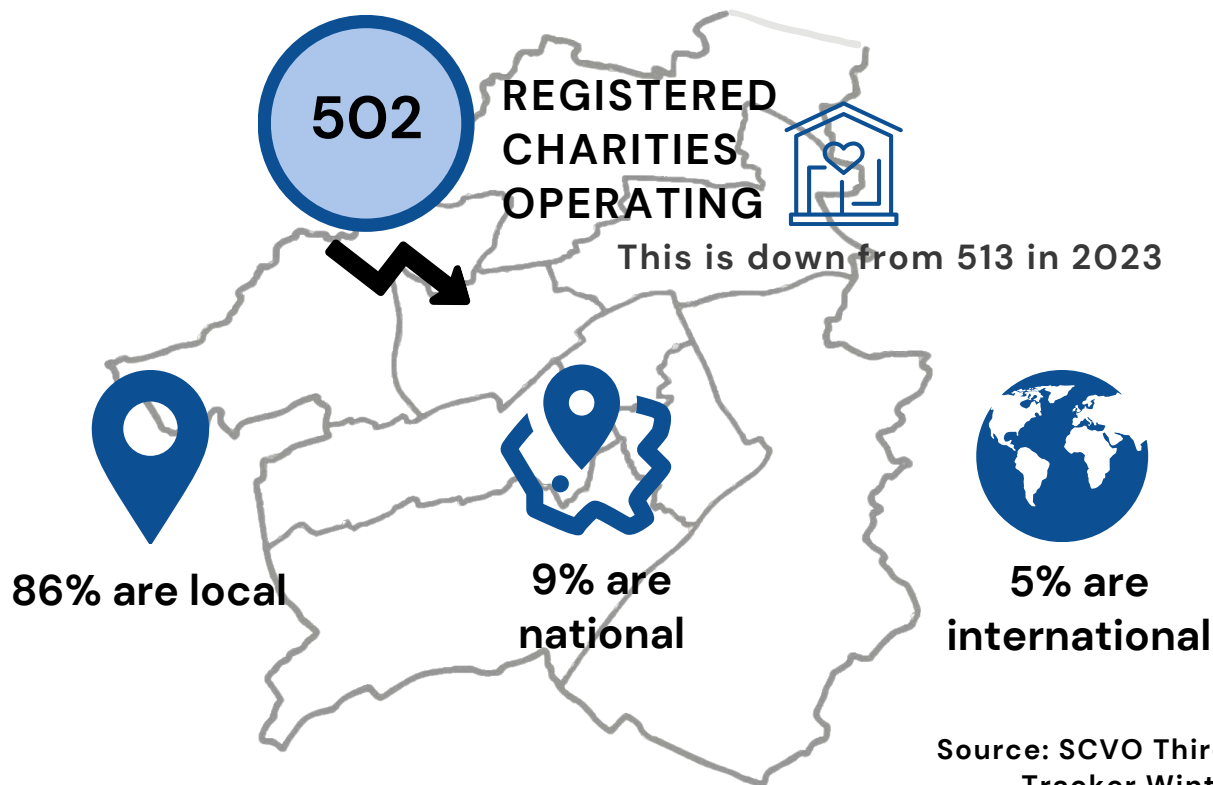 502
REGISTERED
CHARITIES
OPERATING
This is down from 513 in 2023
86% are local
9% are
national
5% are
international
Source: SCVO